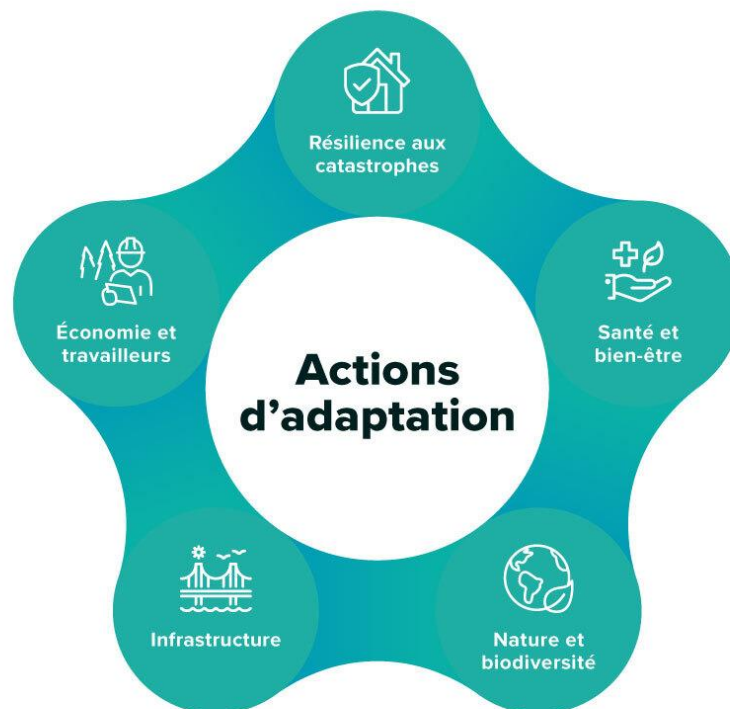 Résilience aux
catastrophes
Économie et
travailleurs
Santé et
bien-être
Actions
d’adaptation
Infrastructure
Nature et
biodiversité